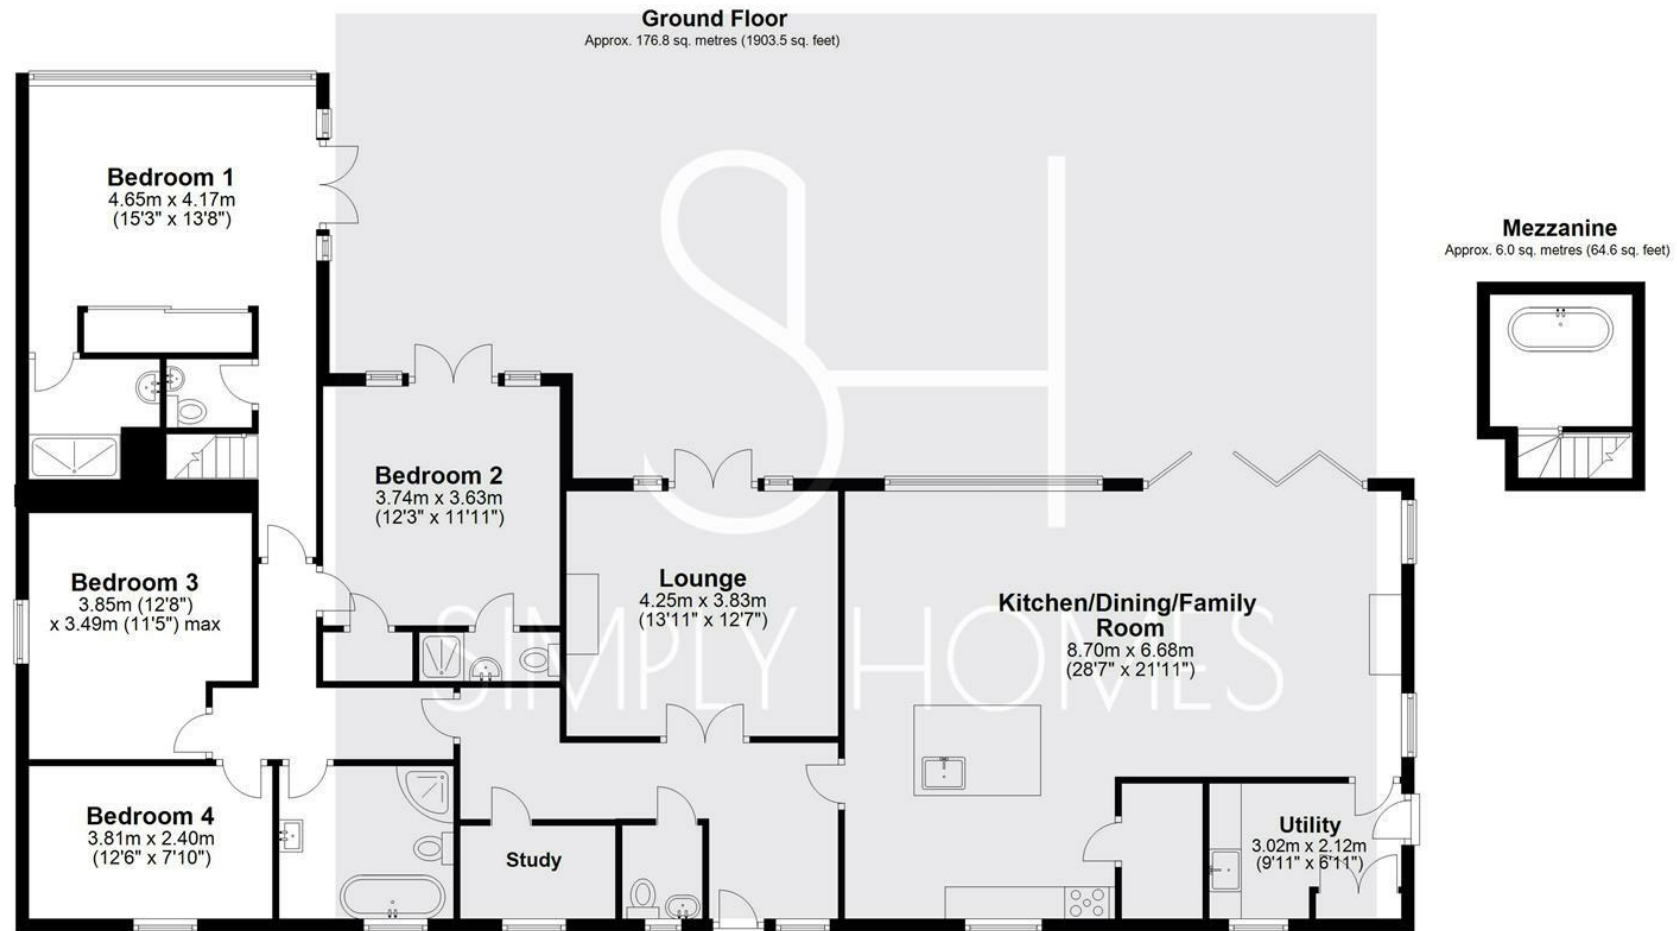 Ground Floor
Approx. 176.8 sq. metres (1903.5 sq. feet)
Bedroom 1
4.65m x 4.17m
(15'3" x 13'8")
Mezzanine
Approx. 6.0 sq. metres (64.6 sq. feet)
SH
Bedroom 2
3.74m x 3.63m
(12'3" x 11'11")
Bedroom 3
3.85m (12'8")
x 3.49m (11'5") max
Lounge
4.25m x 3.83m
(13'11" x 12'7")
Kitchen/Dining/Family
Room
8.70m x 6.68m
(28'7" x 21'11")
SIMPLY HOMES
Bedroom 4
3.81m x 2.40m
(12'6" x 7'10")
Study
Utility
3.02m x 2.12m
(9'11" x 6'11")